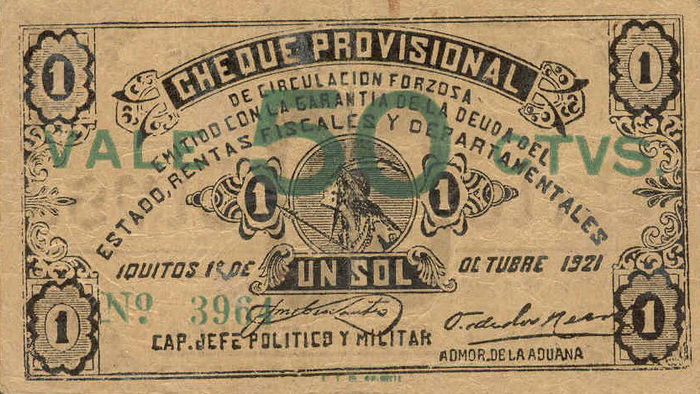 CHEQUE PROVISIONAL
DE CIRCULACION FORZOSA
EMITIDO CON LA GARANTIA DE LA DEUDA DEL
ESTADO, RENTAS FISCALES Y DEPARTAMENTALES
VALE 50 CTVS.
1 1
1 1
IQUITOS 1º DE OCTUBRE 1921
UN SOL
Nº 3964
CAP. JEFE POLITICO Y MILITAR
ADMOR. DE LA ADUANA
1 1